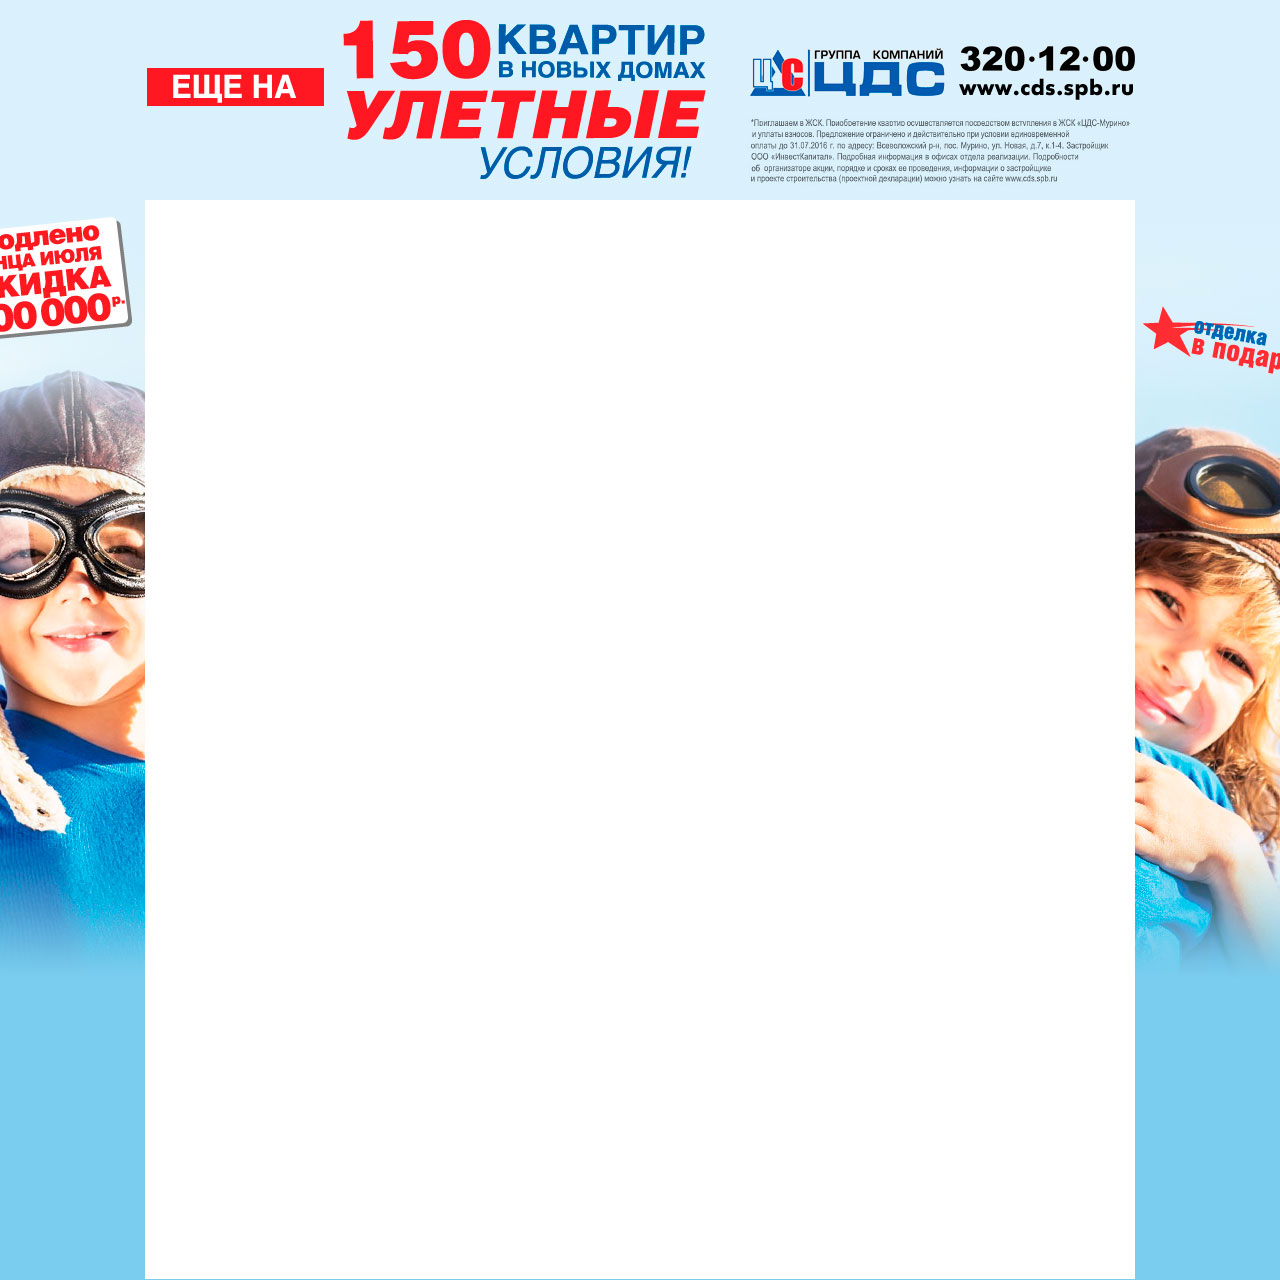 ЕЩЕ НА
150 КВАРТИР
В НОВЫХ ДОМАХ
УЛЕТНЫЕ
УСЛОВИЯ!
ЦДС
ГРУППА КОМПАНИЙ
ЦДС
320·12·00
www.cds.spb.ru
*Приглашаем в ЖСК. Приобретение квартир осуществляется посредством вступления в ЖСК «ЦДС-Мурино»
и уплаты взносов. Предложение ограничено и действительно при условии единовременной
оплаты до 31.07.2016 г. по адресу: Всеволожский р-н, пос. Мурино, ул. Новая, д.7, к.1-4. Застройщик
ООО «ИнвестКапитал». Подробная информация в офисах отдела реализации. Подробности
об организаторе акции, порядке и сроках ее проведения, информации о застройщике
и проекте строительства (проектной декларации) можно узнать на сайте www.cds.spb.ru
одлено
нца июля
кидка
00 000 р.
отделка
в подар